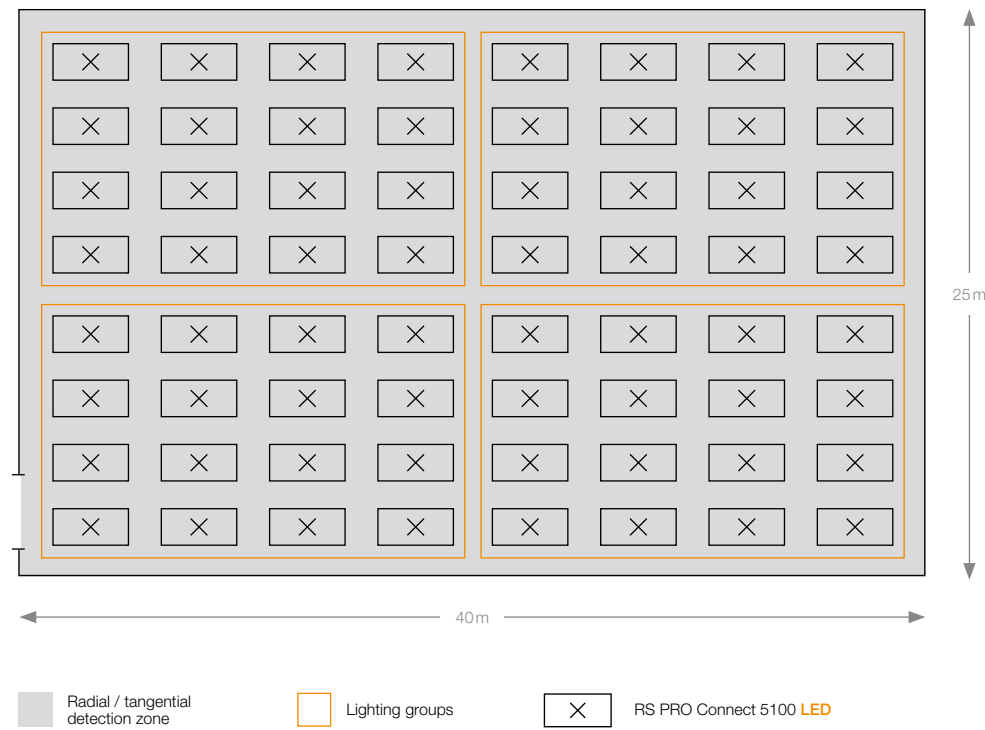 25 m
40 m
Radial / tangential
detection zone
Lighting groups
RS PRO Connect 5100 LED